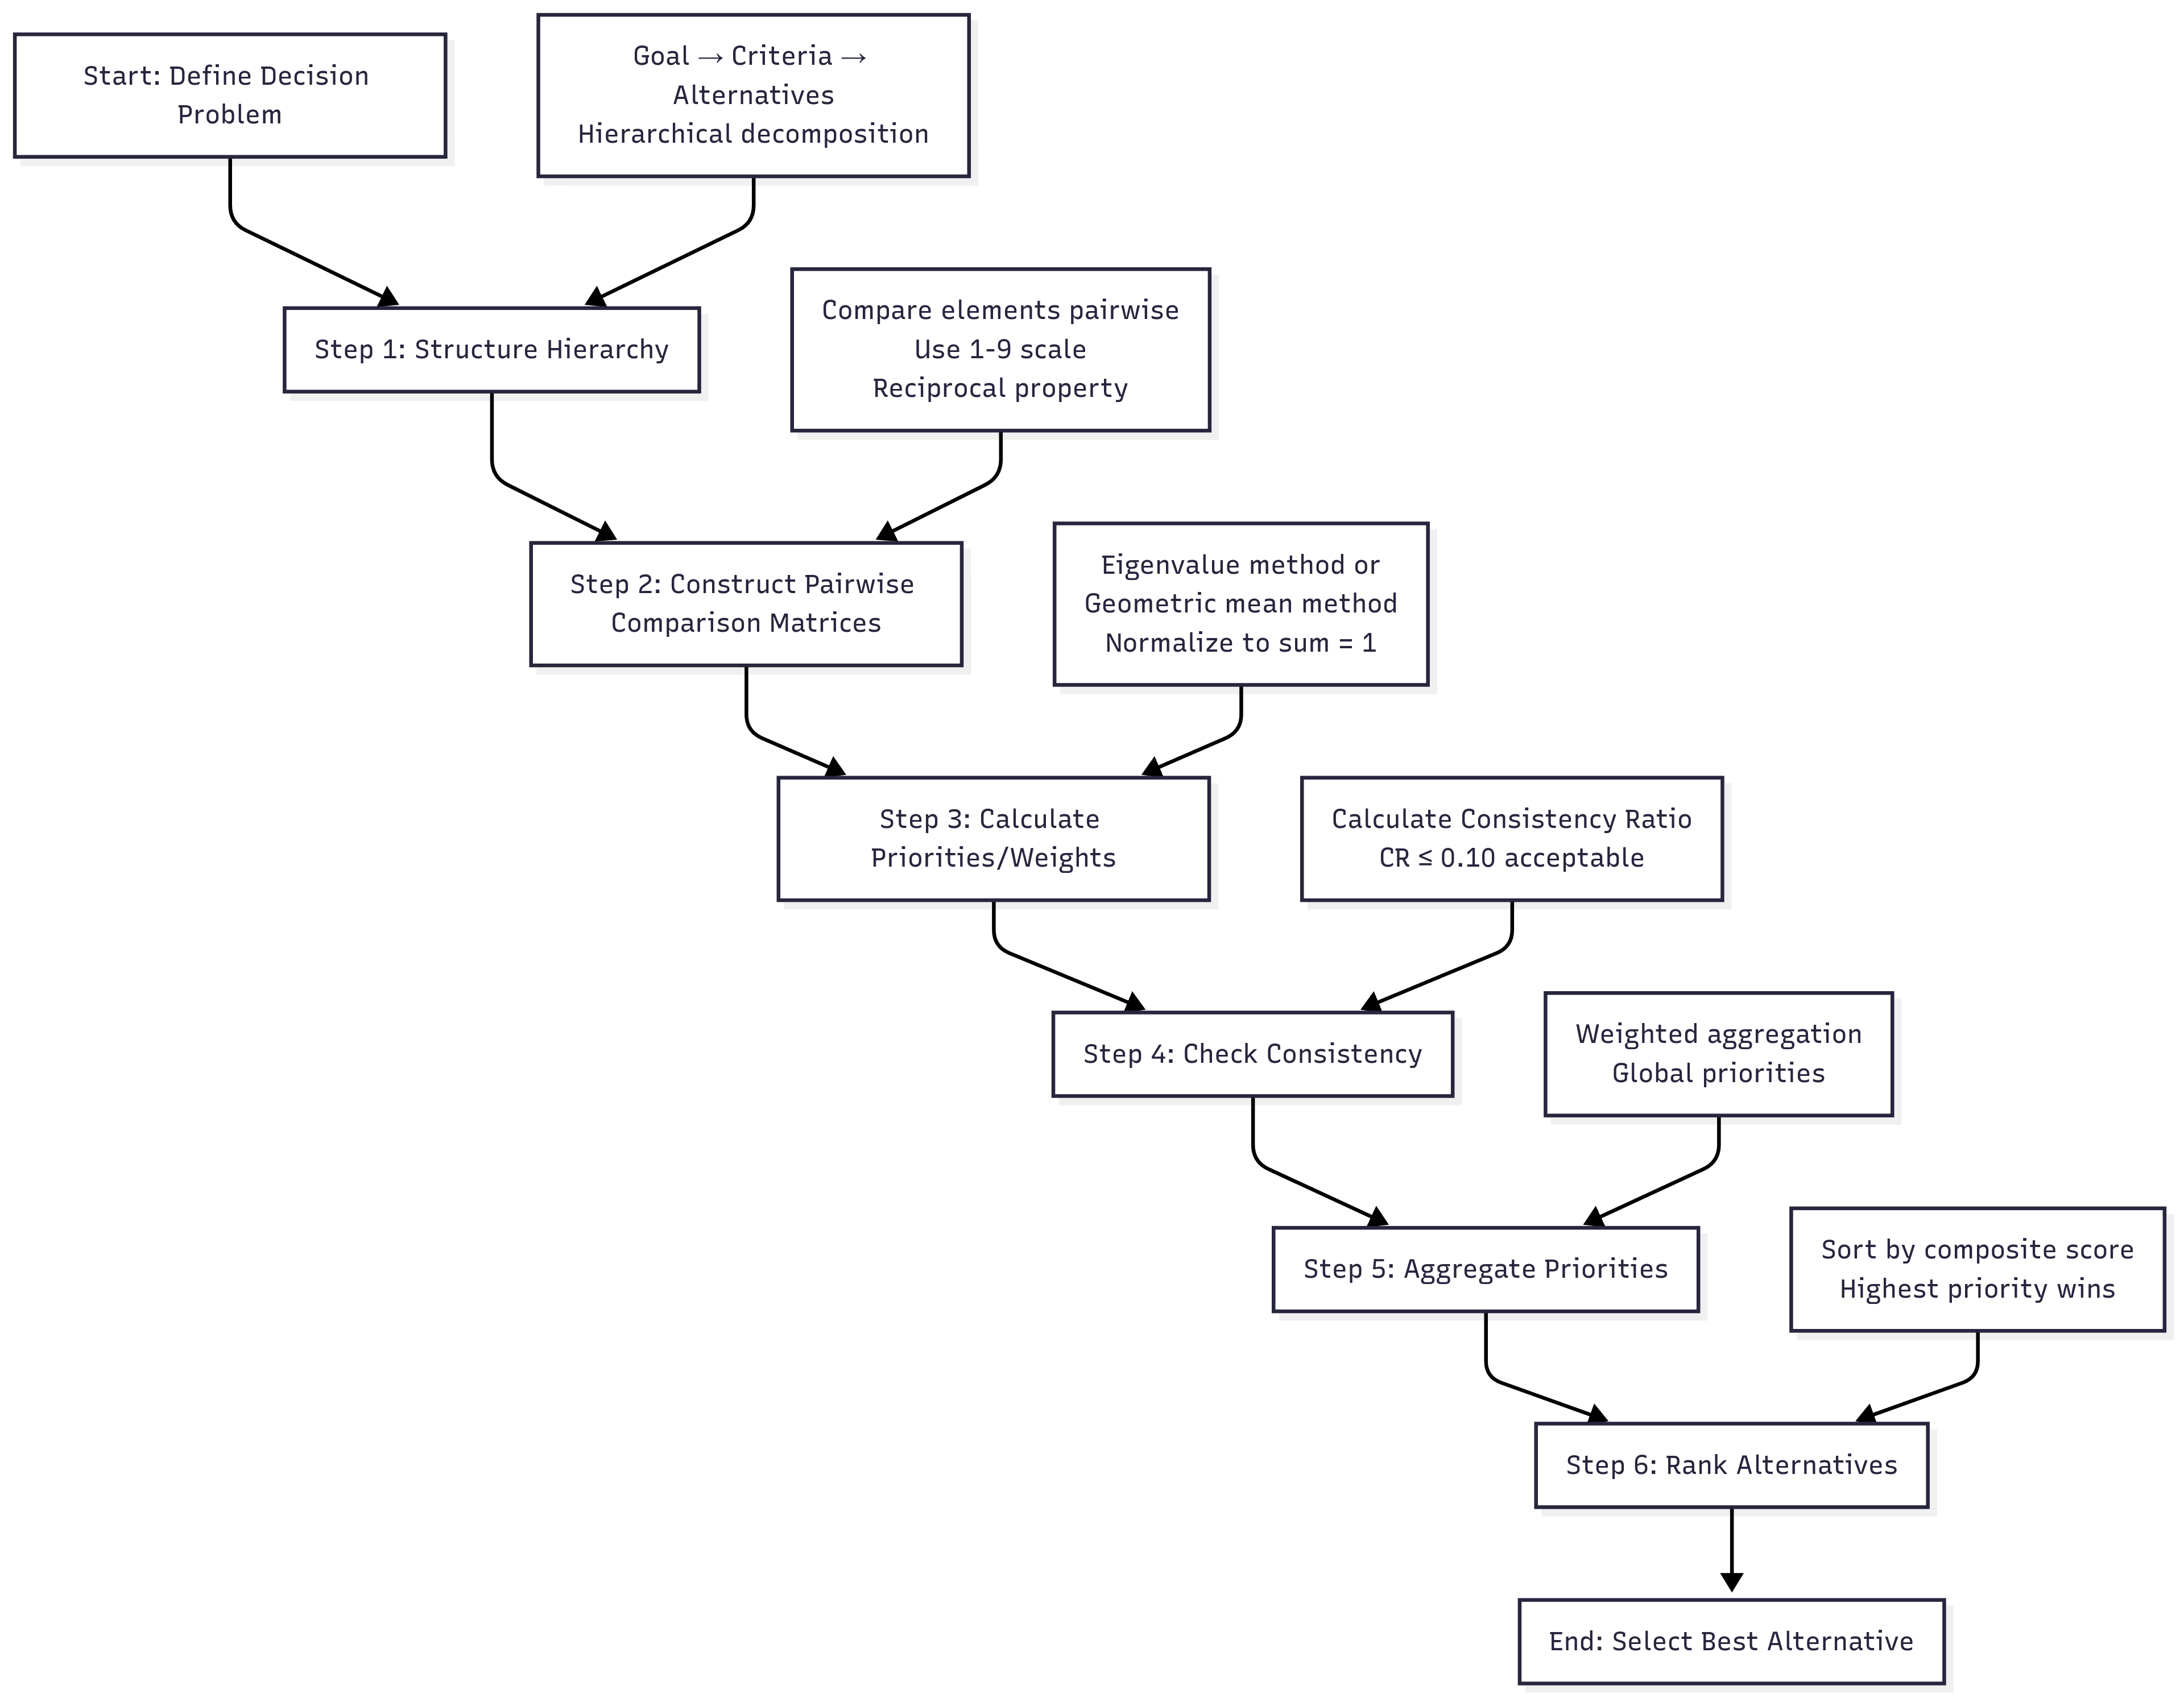 Start: Define Decision
Problem
Goal → Criteria →
Alternatives
Hierarchical decomposition
Step 1: Structure Hierarchy
Compare elements pairwise
Use 1-9 scale
Reciprocal property
Step 2: Construct Pairwise
Comparison Matrices
Eigenvalue method or
Geometric mean method
Normalize to sum = 1
Step 3: Calculate
Priorities/Weights
Calculate Consistency Ratio
CR ≤ 0.10 acceptable
Step 4: Check Consistency
Weighted aggregation
Global priorities
Step 5: Aggregate Priorities
Sort by composite score
Highest priority wins
Step 6: Rank Alternatives
End: Select Best Alternative